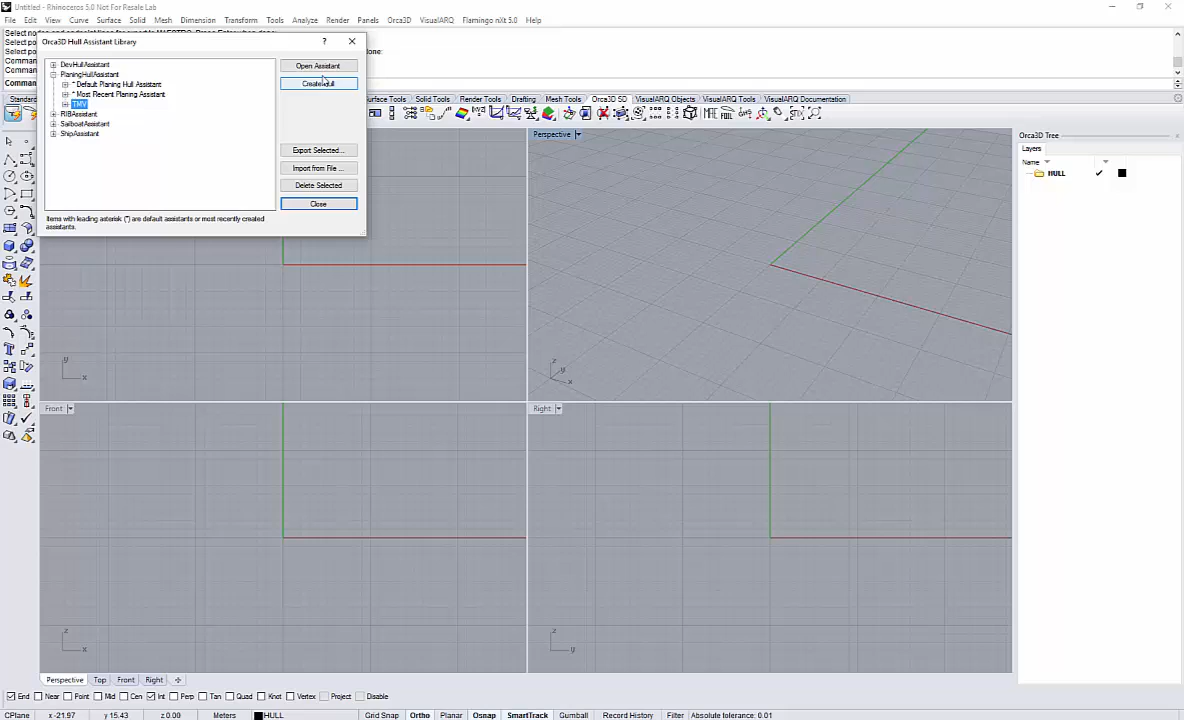 Untitled - Rhinoceros 5.0 Not For Resale Lab
File Edit View Curve Surface Solid Mesh Dimension Transform Tools Analyze Render Panels Orca3D VisualARQ Flamingo nXt 5.0 Help
Orca3D Hull Assistant Library
? ×
done:
Comma
Comma
Command
DevHullAssistant
PlaningHullAssistant
* Default Planing Hull Assistant
* Most Recent Planing Assistant
TMV
RIBAssistant
SailboatAssistant
ShipAssistant
Open Assistant
Create Hull
Export Selected...
Import from File ...
Delete Selected
Close
Items with leading asterisk (*) are default assistants or most recently created
assistants.
Standard
urface Tools Solid Tools Mesh Tools Render Tools Drafting Orca3D SD VisualARQ Objects VisualARQ Tools VisualARQ Documentation
Perspective
Orca3D Tree
Layers
Name
HULL
y
x
z
y
x
Front
Right
z
x
z
y
Perspective Top Front Right
End Near Point Mid Cen Int Perp Tan Quad Knot Vertex Project Disable
CPlane x -21.97 y 15.43 z 0.00 Meters HULL Grid Snap Ortho Planar Osnap SmartTrack Gumball Record History Filter Absolute tolerance: 0.01